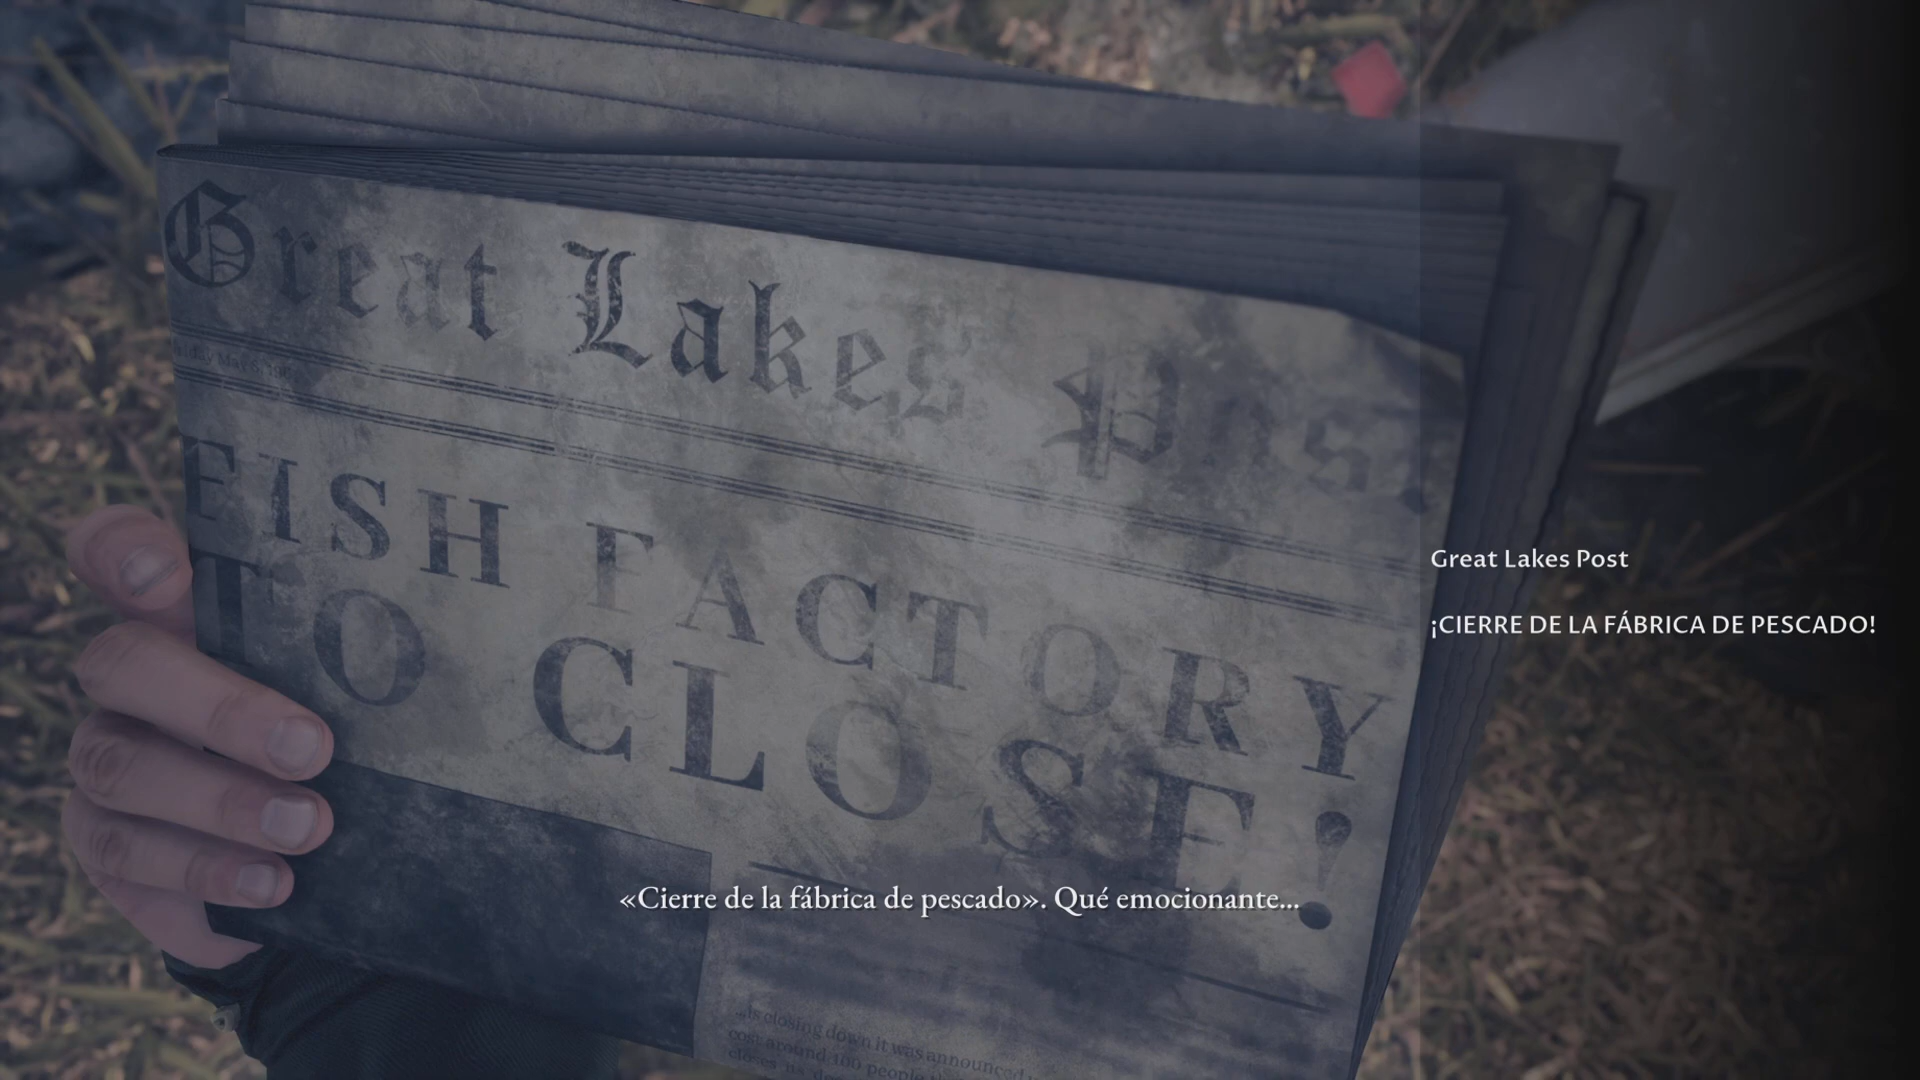 Great Lakes Post
FISH FACTORY
TO CLOSE!
...is closing down it was announced
cost around 100 people
Great Lakes Post
¡CIERRE DE LA FÁBRICA DE PESCADO!
«Cierre de la fábrica de pescado». Qué emocionante...